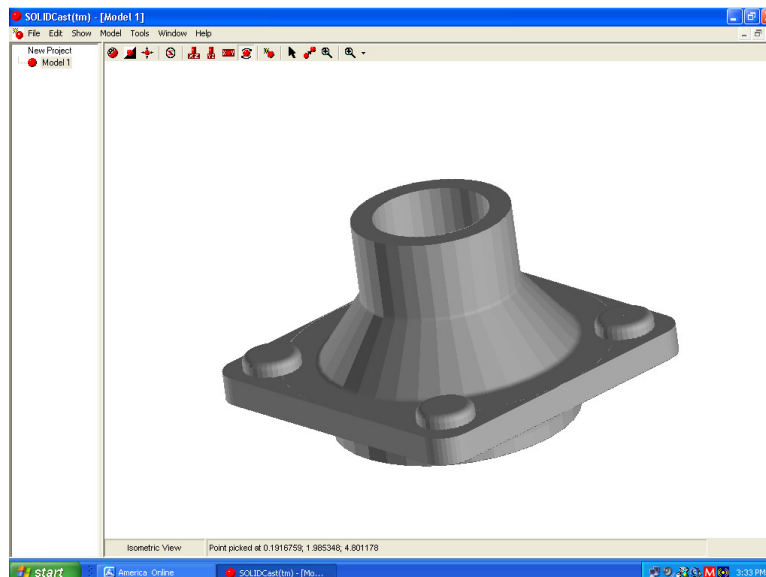 SOLIDCast(tm) - [Model 1]
File Edit Show Model Tools Window Help
New Project
Model 1
Isometric View
Point picked at 0.1916759; 1.985348; 4.801178
start
America Online
SOLIDCast(tm) - [Mo...
3:33 PM